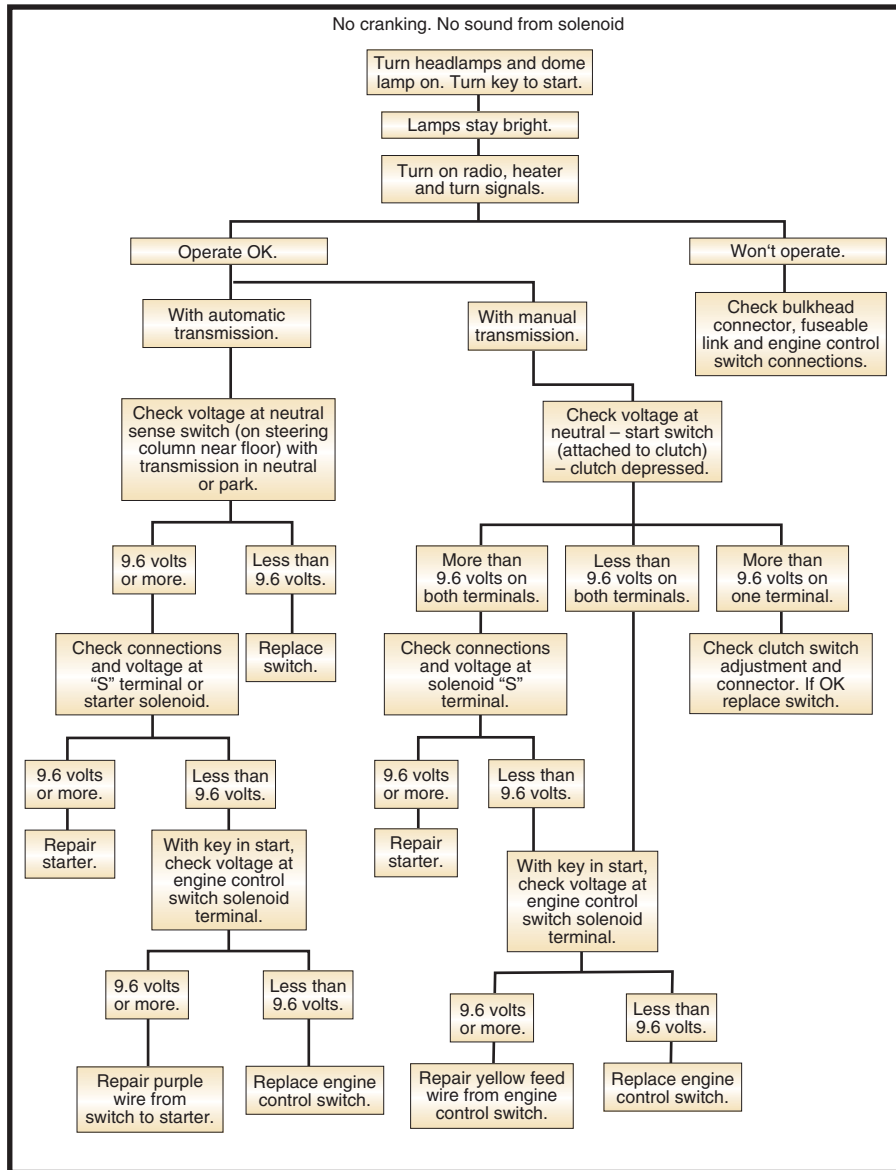 No cranking. No sound from solenoid
Turn headlamps and dome
lamp on. Turn key to start.
Lamps stay bright.
Turn on radio, heater
and turn signals.
Operate OK.
Won't operate.
With automatic
transmission.
With manual
transmission.
Check bulkhead
connector, fuseable
link and engine control
switch connections.
Check voltage at neutral
sense switch (on steering
column near floor) with
transmission in neutral
or park.
Check voltage at
neutral – start switch
(attached to clutch)
– clutch depressed.
9.6 volts
or more.
Less than
9.6 volts.
More than
9.6 volts on
both terminals.
Less than
9.6 volts on
both terminals.
More than
9.6 volts on
one terminal.
Check connections
and voltage at
“S” terminal or
starter solenoid.
Replace
switch.
Check connections
and voltage at
solenoid “S”
terminal.
Check clutch switch
adjustment and
connector. If OK
replace switch.
9.6 volts
or more.
Less than
9.6 volts.
9.6 volts
or more.
Less than
9.6 volts.
Repair
starter.
With key in start,
check voltage at
engine control
switch solenoid
terminal.
Repair
starter.
With key in start,
check voltage at
engine control
switch solenoid
terminal.
9.6 volts
or more.
Less than
9.6 volts.
9.6 volts
or more.
Less than
9.6 volts.
Repair purple
wire from
switch to starter.
Replace engine
control switch.
Repair yellow feed
wire from engine
control switch.
Replace engine
control switch.